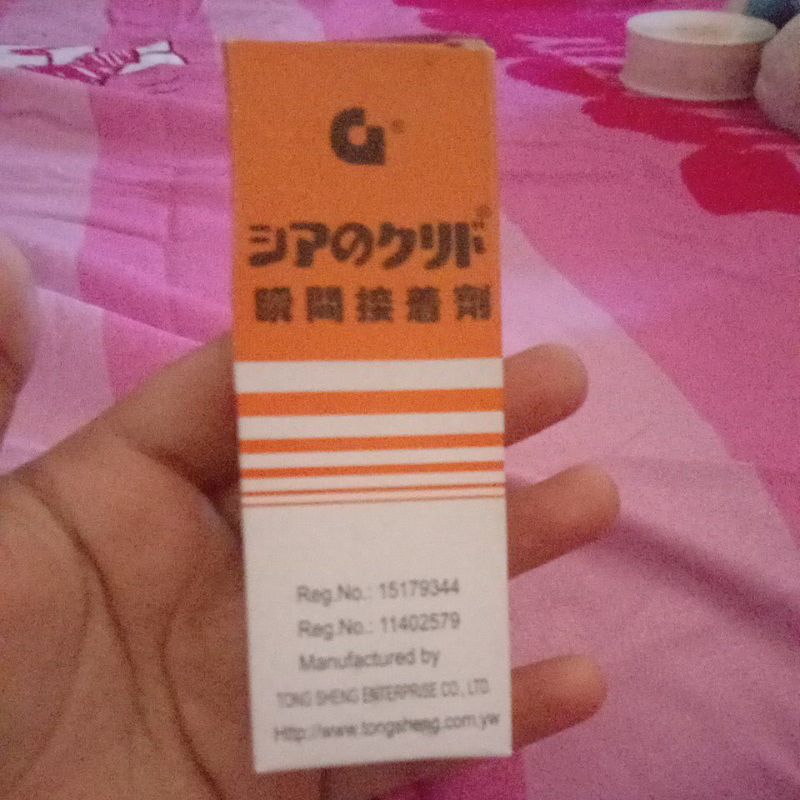 G®
シアのクリド®
瞬間接着劑
Reg.No.: 15179344
Reg.No.: 11402579
Manufactured by
TONG SHENG ENTERPRISE CO., LTD.
Http://www.tongsheng.com.yw